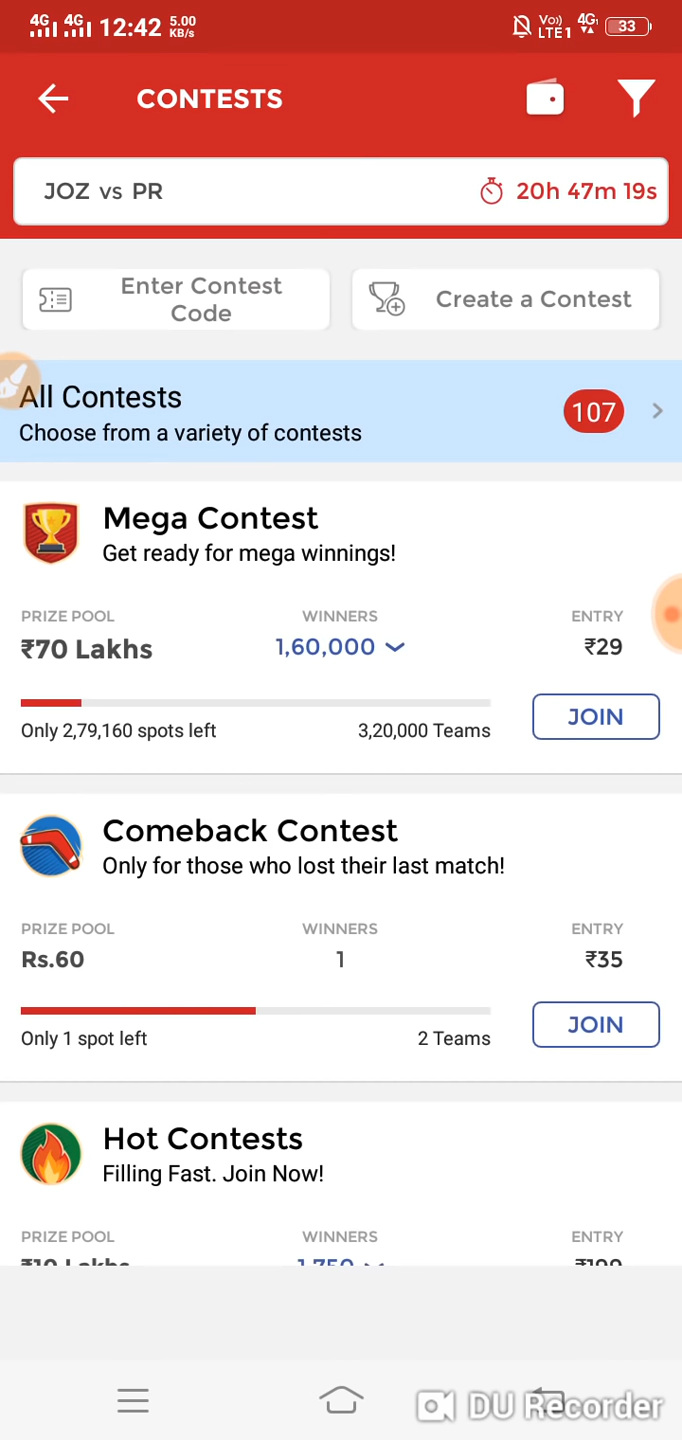 4G 4G 12:42 5.00 KB/s Vo) LTE1 4G 33
CONTESTS
JOZ vs PR 20h 47m 19s
Enter Contest
Code
Create a Contest
All Contests
Choose from a variety of contests
107
Mega Contest
Get ready for mega winnings!
PRIZE POOL WINNERS ENTRY
₹70 Lakhs 1,60,000 ₹29
Only 2,79,160 spots left 3,20,000 Teams
JOIN
Comeback Contest
Only for those who lost their last match!
PRIZE POOL WINNERS ENTRY
Rs.60 1 ₹35
Only 1 spot left 2 Teams
JOIN
Hot Contests
Filling Fast. Join Now!
PRIZE POOL WINNERS ENTRY
DU Recorder